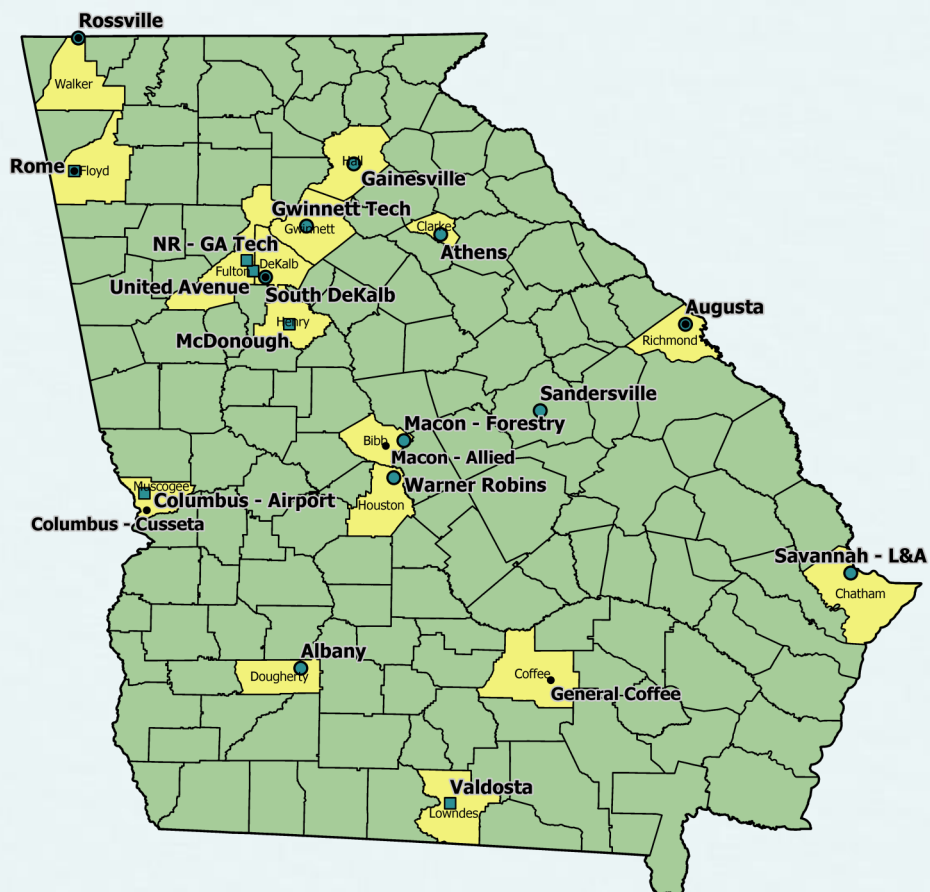 Rossville
Walker
Rome
Floyd
Hall
Gainesville
Gwinnett Tech
Gwinnett
Clarke
Athens
NR - GA Tech
DeKalb
Fulton
United Avenue
South DeKalb
Henry
McDonough
Augusta
Richmond
Sandersville
Macon - Forestry
Bibb
Macon - Allied
Warner Robins
Houston
Muscogee
Columbus - Airport
Columbus - Cusseta
Savannah - L&A
Chatham
Albany
Dougherty
Coffee
General Coffee
Valdosta
Lowndes